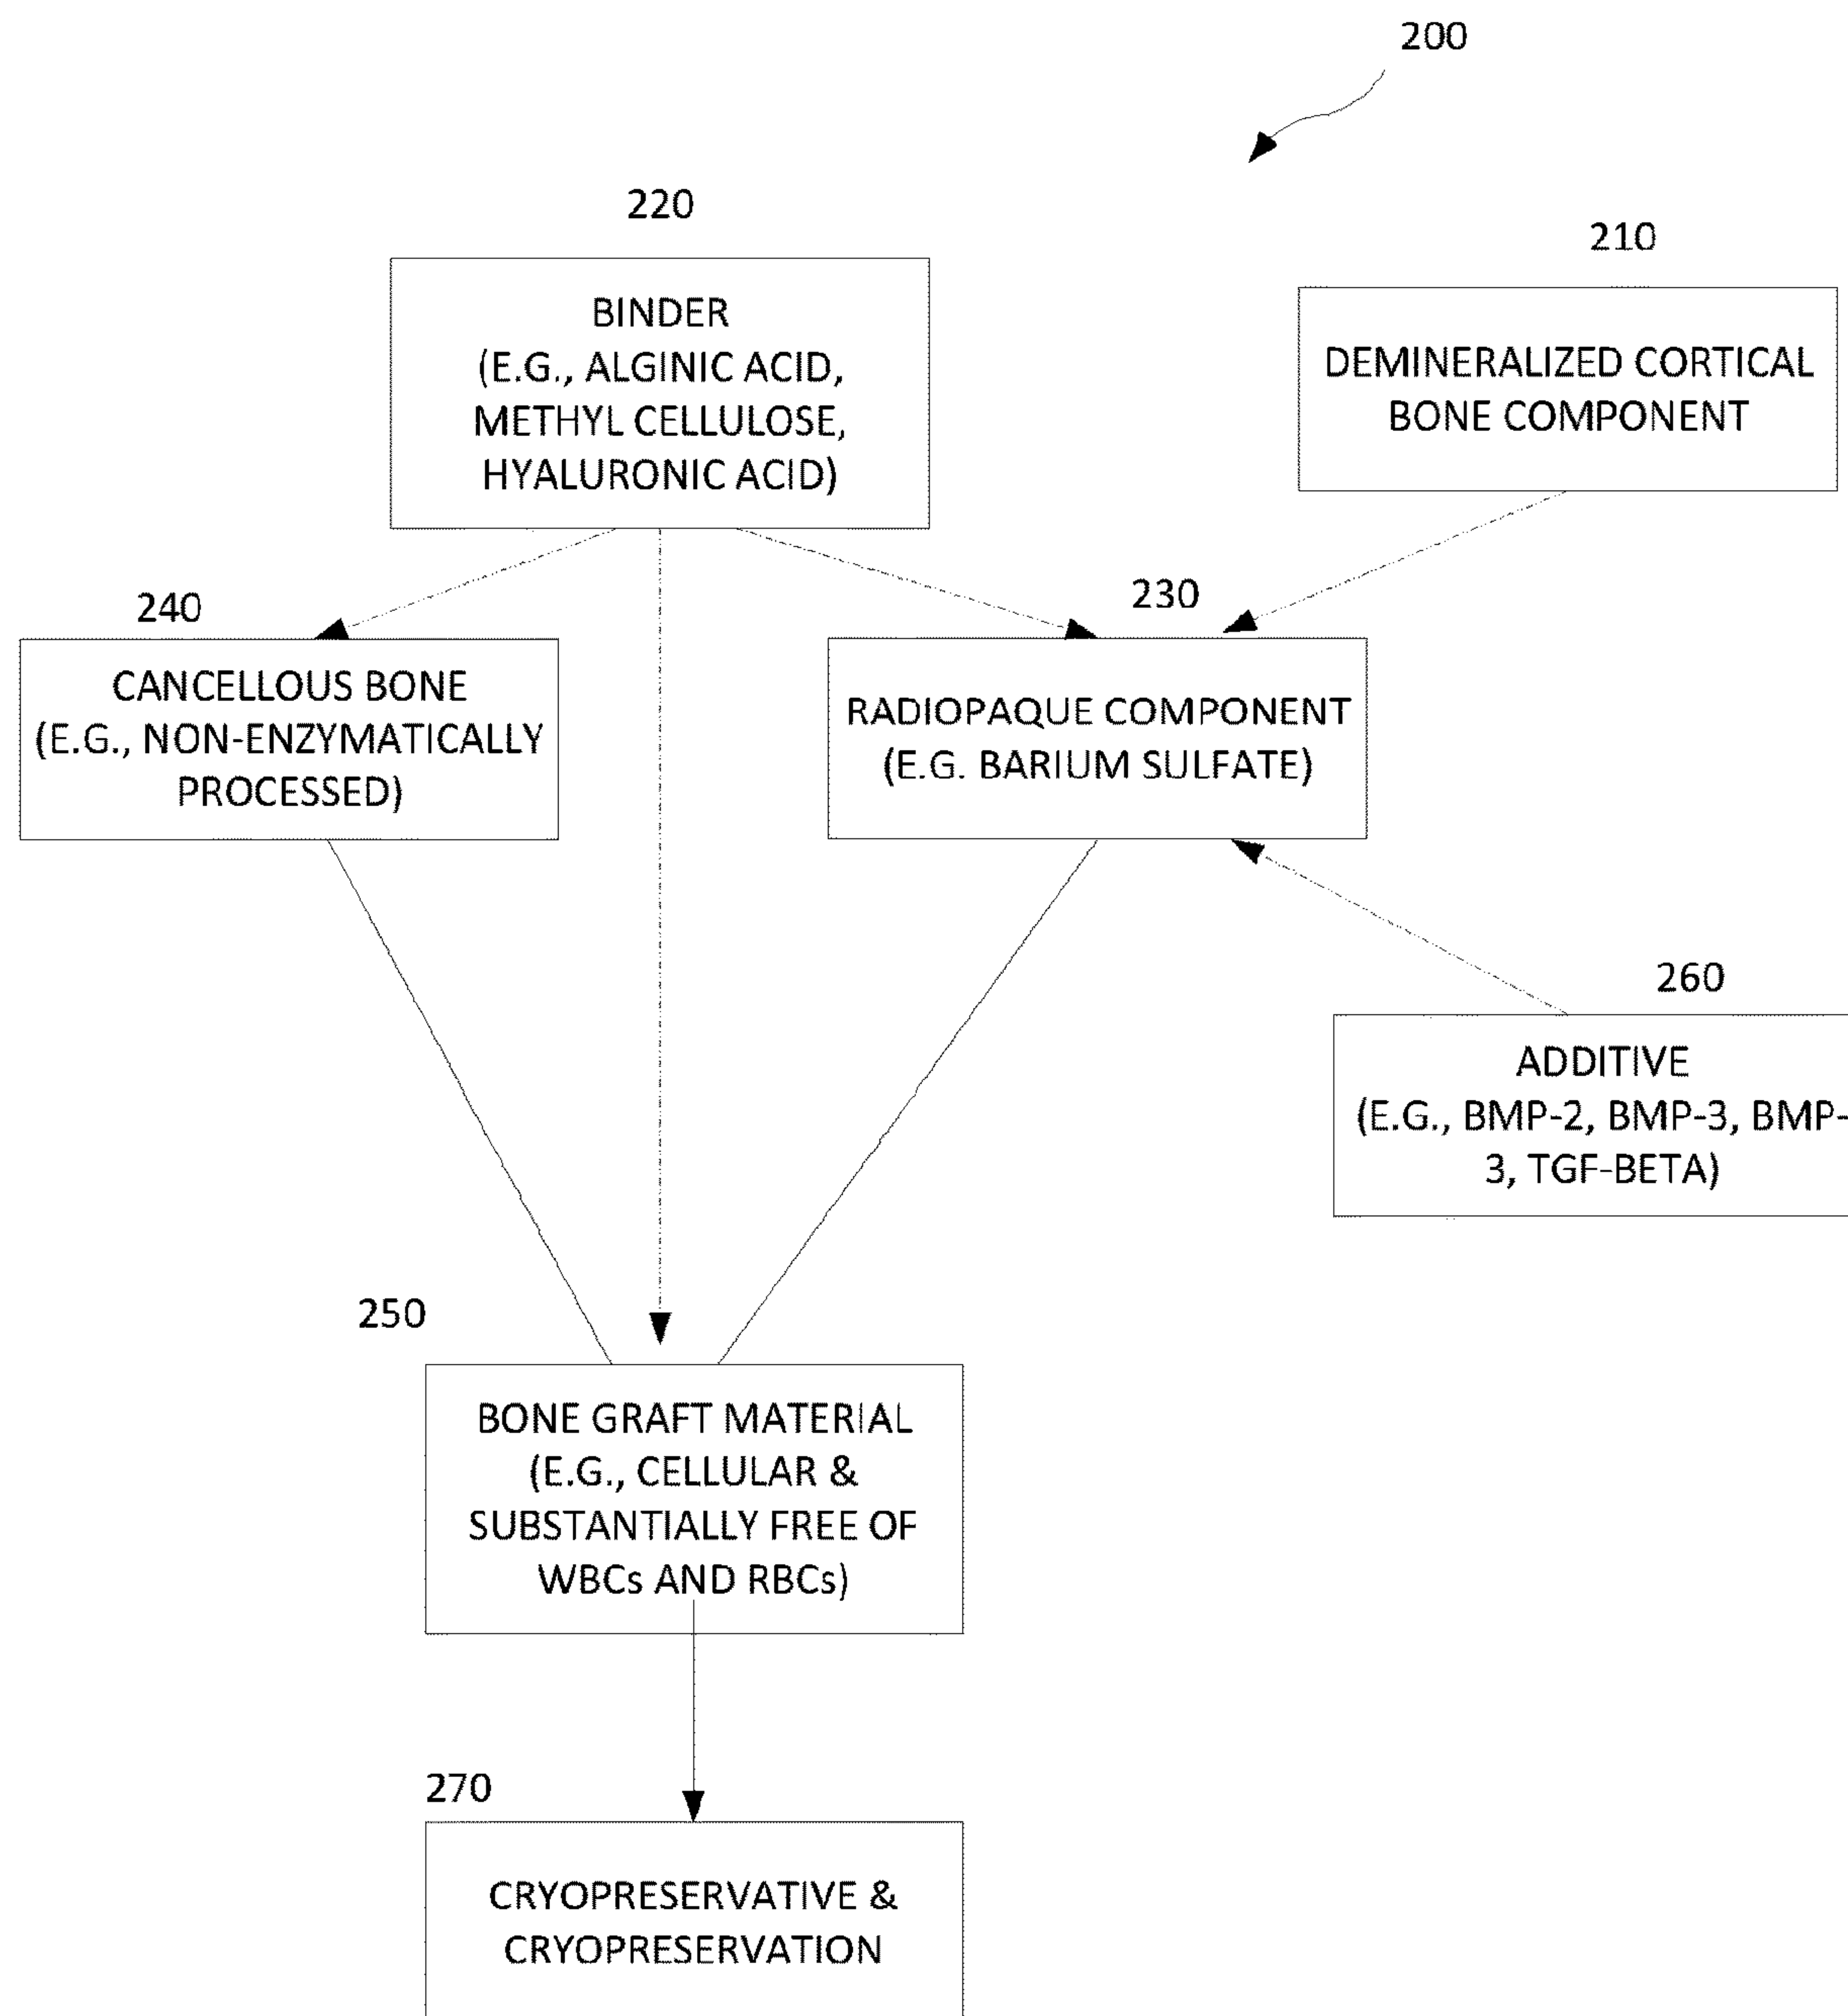 200
220
210
BINDER
(E.G., ALGINIC ACID,
METHYL CELLULOSE,
HYALURONIC ACID)
DEMINERALIZED CORTICAL
BONE COMPONENT
240
230
CANCELLOUS BONE
(E.G., NON-ENZYMATICALLY
PROCESSED)
RADIOPAQUE COMPONENT
(E.G. BARIUM SULFATE)
260
ADDITIVE
(E.G., BMP-2, BMP-3, BMP-
3, TGF-BETA)
250
BONE GRAFT MATERIAL
(E.G., CELLULAR &
SUBSTANTIALLY FREE OF
WBCs AND RBCs)
270
CRYOPRESERVATIVE &
CRYOPRESERVATION